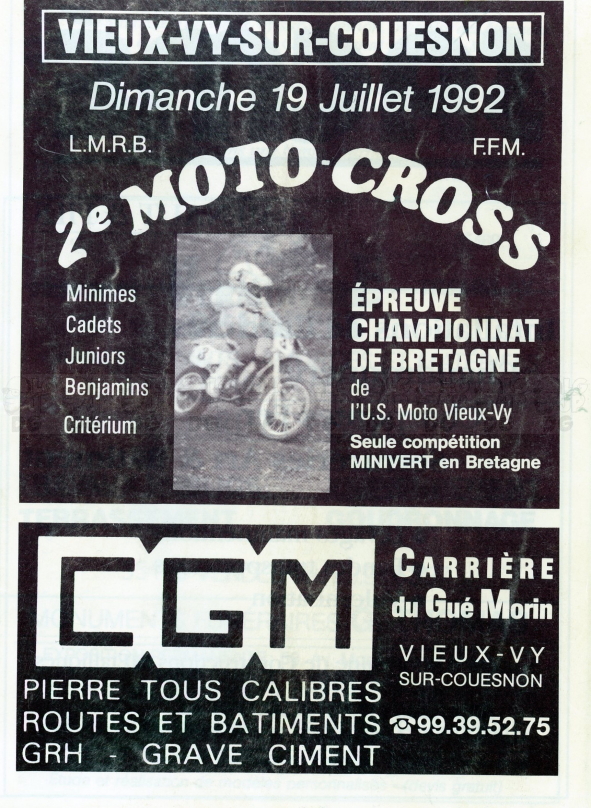 VIEUX-VY-SUR-COUESNON
Dimanche 19 Juillet 1992
L.M.R.B.
F.F.M.
2e MOTO-CROSS
Minimes
Cadets
Juniors
Benjamins
Critérium
ÉPREUVE
CHAMPIONNAT
DE BRETAGNE
de
l'U.S. Moto Vieux-Vy
Seule compétition
MINIVERT en Bretagne
CGM
CARRIÈRE
du Gué Morin
VIEUX-VY
SUR-COUESNON
PIERRE TOUS CALIBRES
ROUTES ET BATIMENTS
☎99.39.52.75
GRH - GRAVE CIMENT